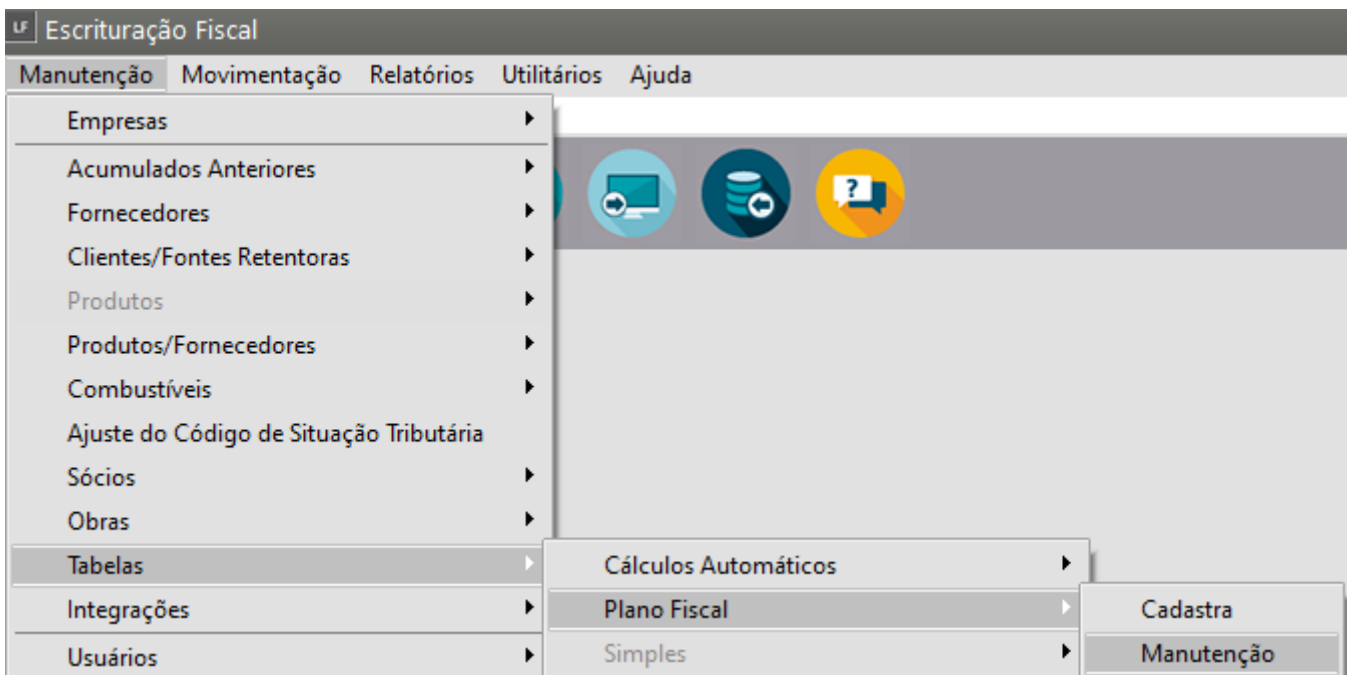 LF Escrituração Fiscal
Manutenção Movimentação Relatórios Utilitários Ajuda
Empresas
Acumulados Anteriores
Fornecedores
Clientes/Fontes Retentoras
?
Produtos
Produtos/Fornecedores
Combustíveis
Ajuste do Código de Situação Tributária
Sócios
Obras
Tabelas
Cálculos Automáticos
Integrações
Plano Fiscal
Cadastra
Usuários
Simples
Manutenção